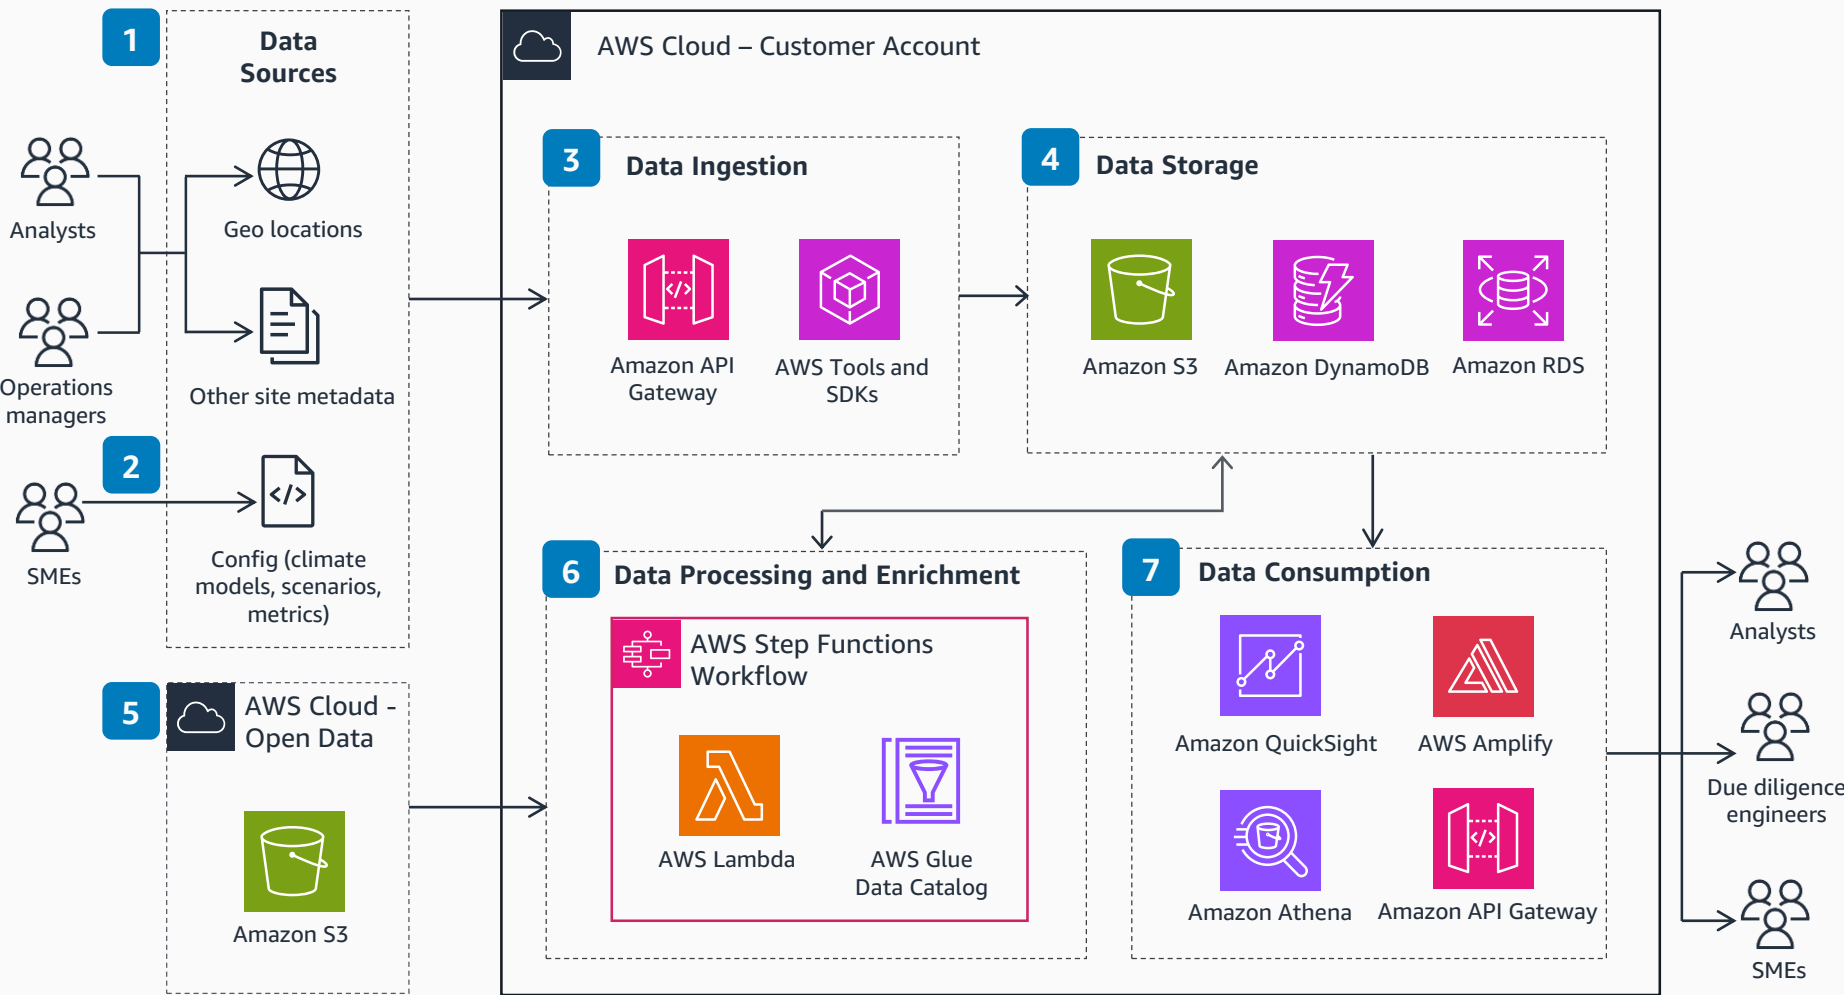 1
Data
Sources
Analysts
Geo locations
Operations
managers
Other site metadata
2
SMEs
Config (climate
models, scenarios,
metrics)
5
AWS Cloud -
Open Data
Amazon S3
AWS Cloud – Customer Account
3
Data Ingestion
Amazon API
Gateway
AWS Tools and
SDKs
4
Data Storage
Amazon S3
Amazon DynamoDB
Amazon RDS
6
Data Processing and Enrichment
AWS Step Functions
Workflow
AWS Lambda
AWS Glue
Data Catalog
7
Data Consumption
Amazon QuickSight
AWS Amplify
Amazon Athena
Amazon API Gateway
Analysts
Due diligence
engineers
SMEs